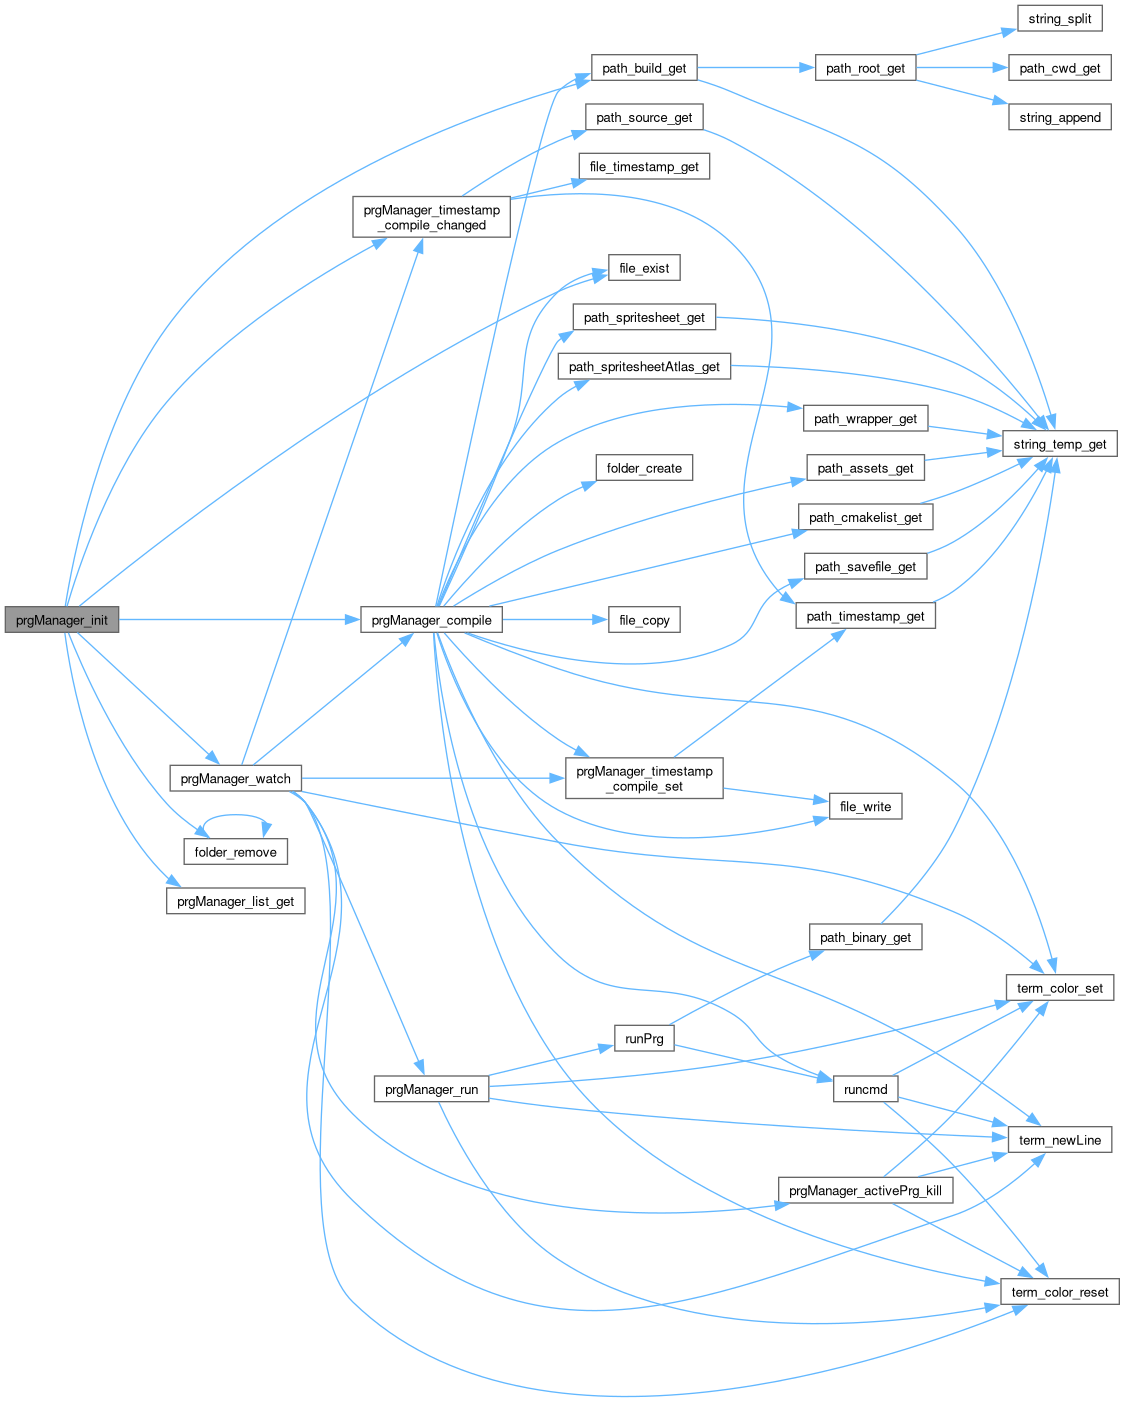 string_split
path_build_get
path_root_get
path_cwd_get
path_source_get
string_append
file_timestamp_get
prgManager_timestamp
_compile_changed
file_exist
path_spritesheet_get
path_spritesheetAtlas_get
path_wrapper_get
string_temp_get
folder_create
path_assets_get
path_cmakelist_get
path_savefile_get
prgManager_init
prgManager_compile
file_copy
path_timestamp_get
prgManager_watch
prgManager_timestamp
_compile_set
file_write
folder_remove
prgManager_list_get
path_binary_get
term_color_set
runPrg
prgManager_run
runcmd
term_newLine
prgManager_activePrg_kill
term_color_reset